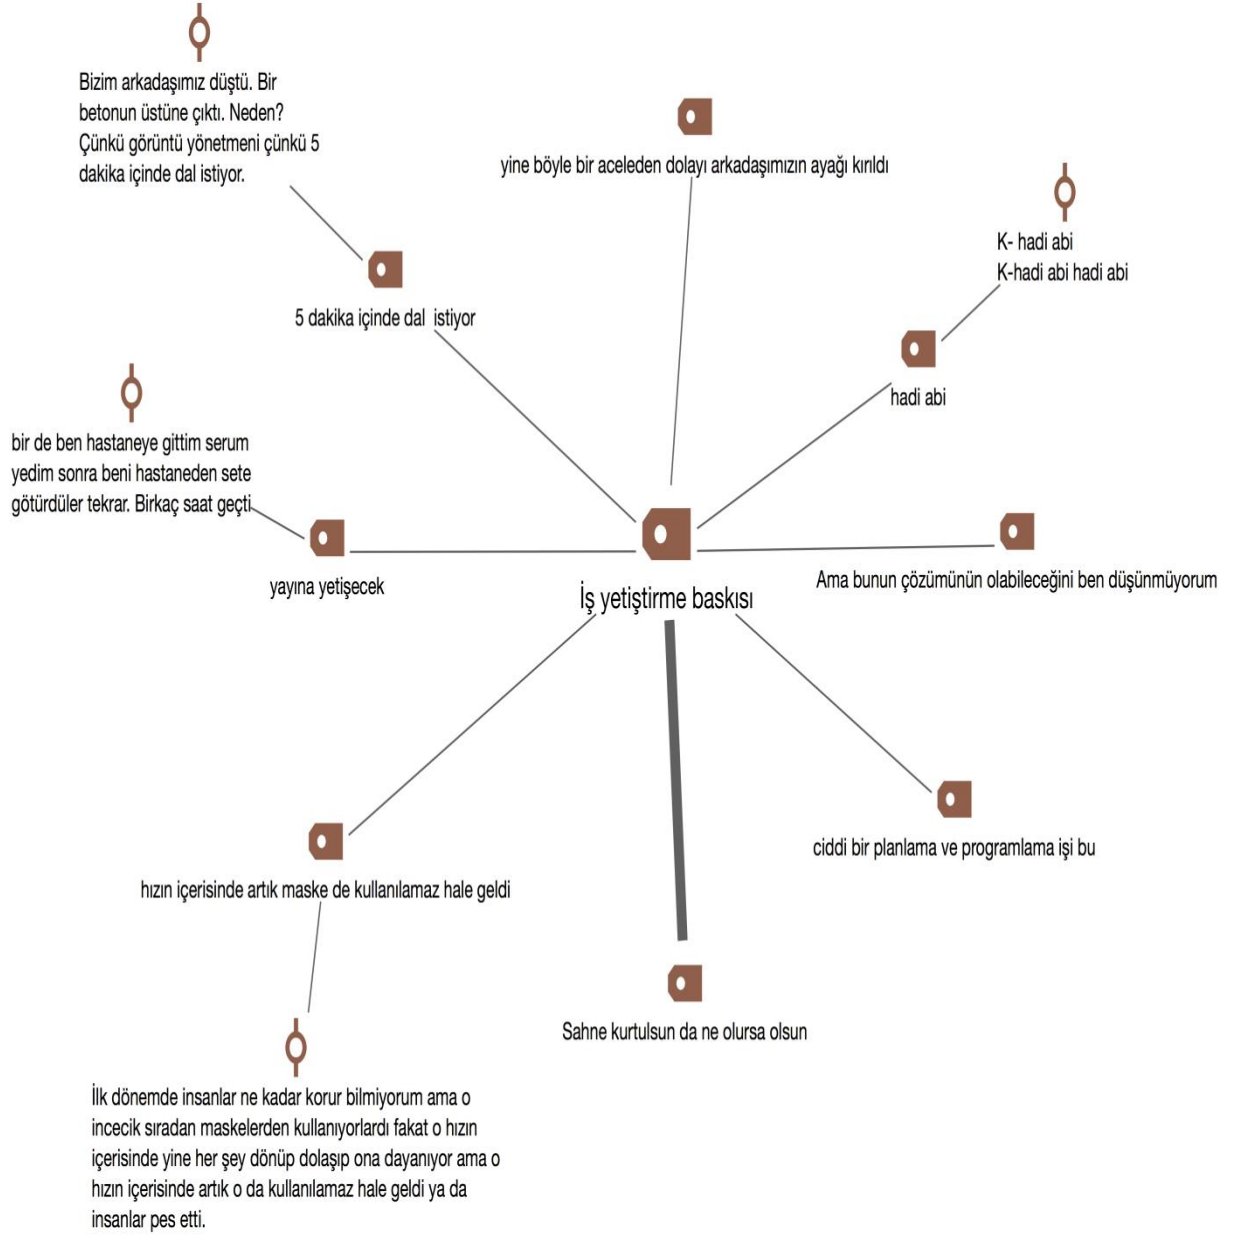 Bizim arkadaşımız düştü. Bir
betonun üstüne çıktı. Neden?
Çünkü görüntü yönetmeni çünkü 5
dakika içinde dal istiyor.
yine böyle bir aceleden dolayı arkadaşımızın ayağı kırıldı
K- hadi abi
K-hadi abi hadi abi
5 dakika içinde dal istiyor
hadi abi
bir de ben hastaneye gittim serum
yedim sonra beni hastaneden sete
götürdüler tekrar. Birkaç saat geçti
yayına yetişecek
İş yetiştirme baskısı
Ama bunun çözümünün olabileceğini ben düşünmüyorum
hızın içerisinde artık maske de kullanılamaz hale geldi
ciddi bir planlama ve programlama işi bu
Sahne kurtulsun da ne olursa olsun
İlk dönemde insanlar ne kadar korur bilmiyorum ama o
incecik sıradan maskelerden kullanıyorlardı fakat o hızın
içerisinde yine her şey dönüp dolaşıp ona dayanıyor ama o
hızın içerisinde artık o da kullanılamaz hale geldi ya da
insanlar pes etti.